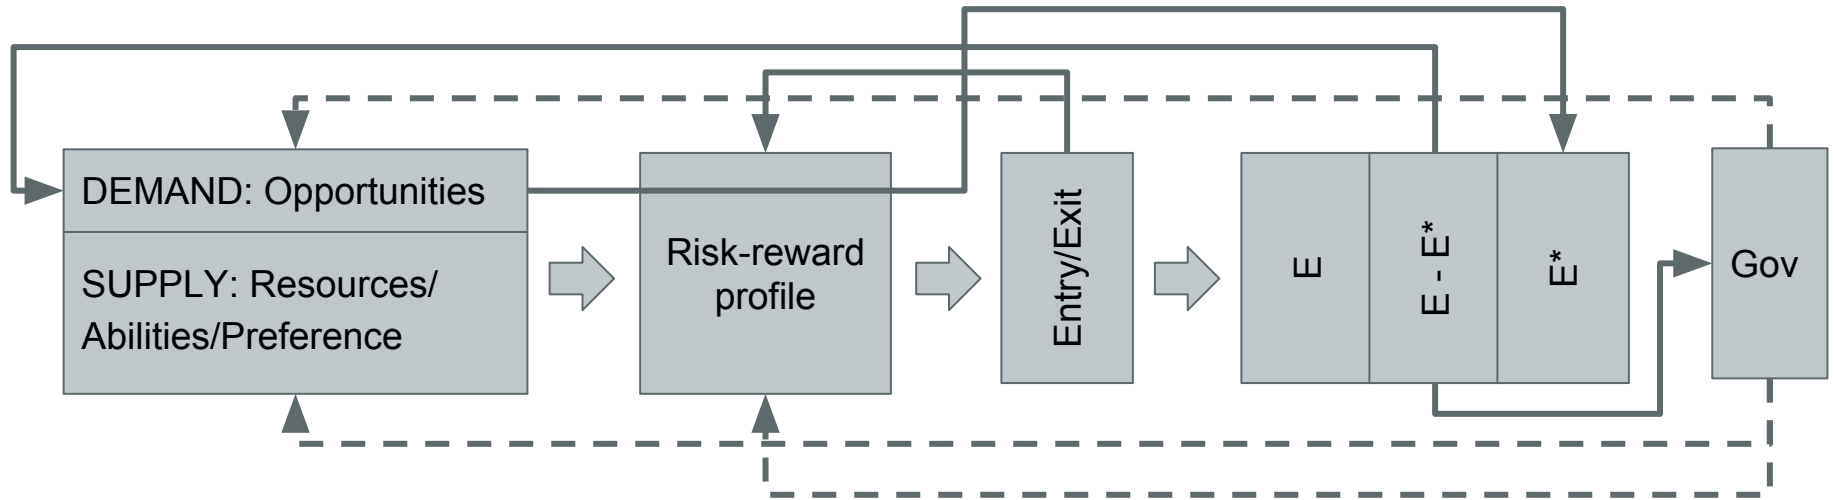 DEMAND: Opportunities
SUPPLY: Resources/
Abilities/Preference
Risk-reward
profile
Entry/Exit
E
E - E*
E*
Gov